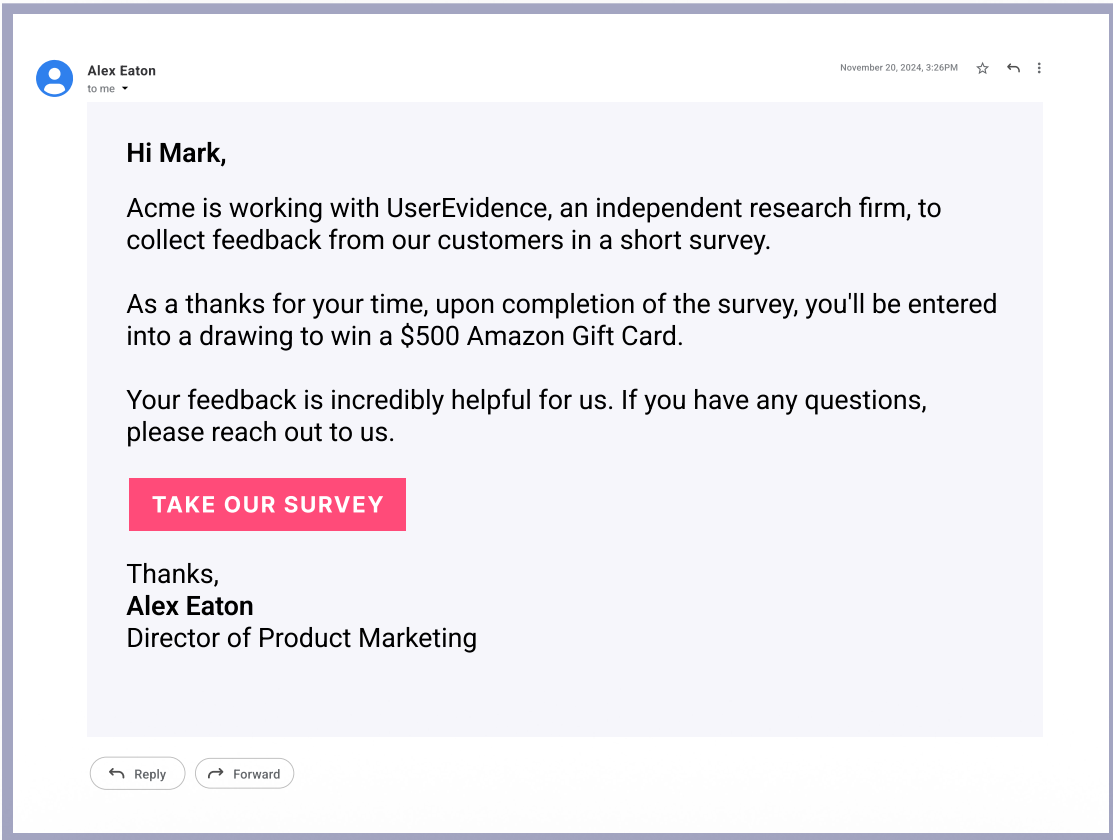 Alex Eaton
November 20, 2024, 3:26PM
to me
Hi Mark,
Acme is working with UserEvidence, an independent research firm, to
collect feedback from our customers in a short survey.
As a thanks for your time, upon completion of the survey, you'll be entered
into a drawing to win a $500 Amazon Gift Card.
Your feedback is incredibly helpful for us. If you have any questions,
please reach out to us.
TAKE OUR SURVEY
Thanks,
Alex Eaton
Director of Product Marketing
Reply
Forward